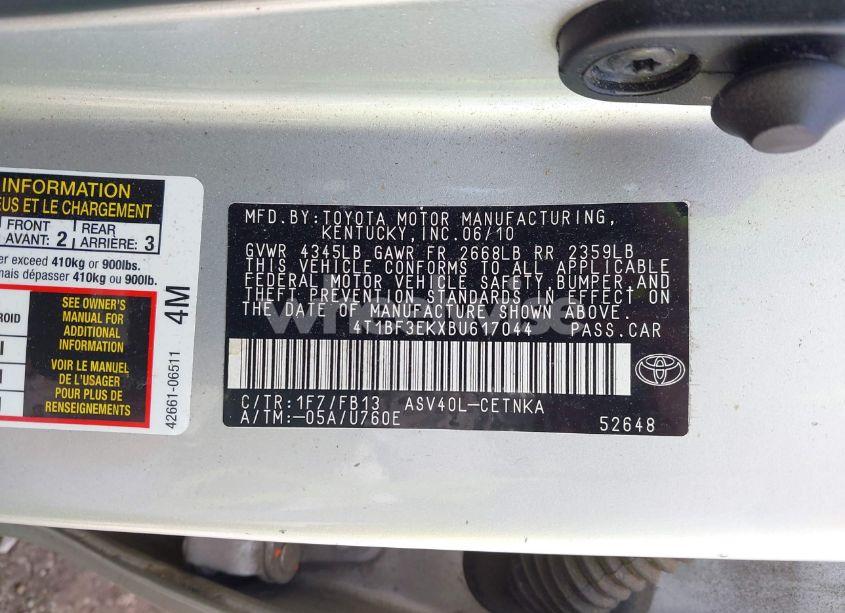 INFORMATION
EUS ET LE CHARGEMENT
FRONT
AVANT: 2
REAR
ARRIÈRE: 3
er exceed 410kg or 900lbs.
mais dépasser 410kg ou 900lb.
SEE OWNER'S
MANUAL FOR
ADDITIONAL
INFORMATION
VOIR LE MANUEL
DE L'USAGER
POUR PLUS DE
RETNSEIGNEMENTS
4M
42661-06511
MFD.BY:TOYOTA MOTOR MANUFACTURING,
KENTUCKY,INC.06/10
GVWR 4345LB GAWR FR 2668LB RR 2359LB
THIS VEHICLE CONFORMS TO ALL APPLICABLE
FEDERAL MOTOR VEHICLE SAFETY,BUMPER,AND
THEFT PREVENTION STANDARDS IN EFFECT ON
THE DATE OF MANUFACTURE SHOWN ABOVE.
4T1BF3EKXBU617044 PASS.CAR
C/TR:1F7/FB13 ASV40L-CETNKA
A/TM:-05A/U760E
52648
TOYOTA